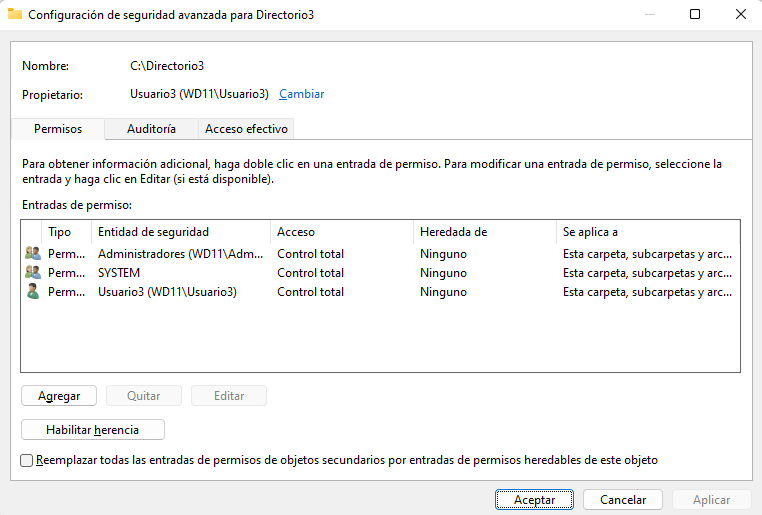 Configuración de seguridad avanzada para Directorio3
Nombre: C:\Directorio3
Propietario: Usuario3 (WD11\Usuario3) Cambiar
Permisos Auditoría Acceso efectivo
Para obtener información adicional, haga doble clic en una entrada de permiso. Para modificar una entrada de permiso, seleccione la
entrada y haga clic en Editar (si está disponible).
Entradas de permiso:
Tipo Entidad de seguridad Acceso Heredada de Se aplica a
Perm... Administradores (WD11\Adm... Control total Ninguno Esta carpeta, subcarpetas y arc...
Perm... SYSTEM Control total Ninguno Esta carpeta, subcarpetas y arc...
Perm... Usuario3 (WD11\Usuario3) Control total Ninguno Esta carpeta, subcarpetas y arc...
Agregar Quitar Editar
Habilitar herencia
Reemplazar todas las entradas de permisos de objetos secundarios por entradas de permisos heredables de este objeto
Aceptar Cancelar Aplicar